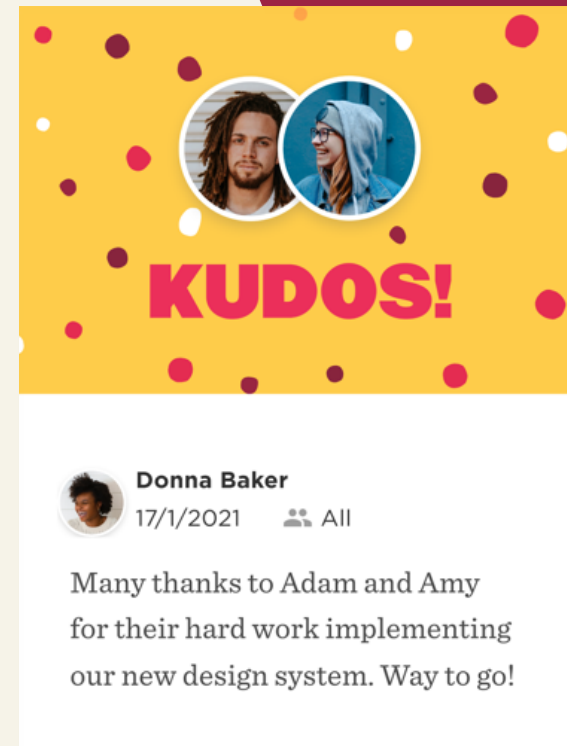 KUDOS!
Donna Baker
17/1/2021 All
Many thanks to Adam and Amy
for their hard work implementing
our new design system. Way to go!